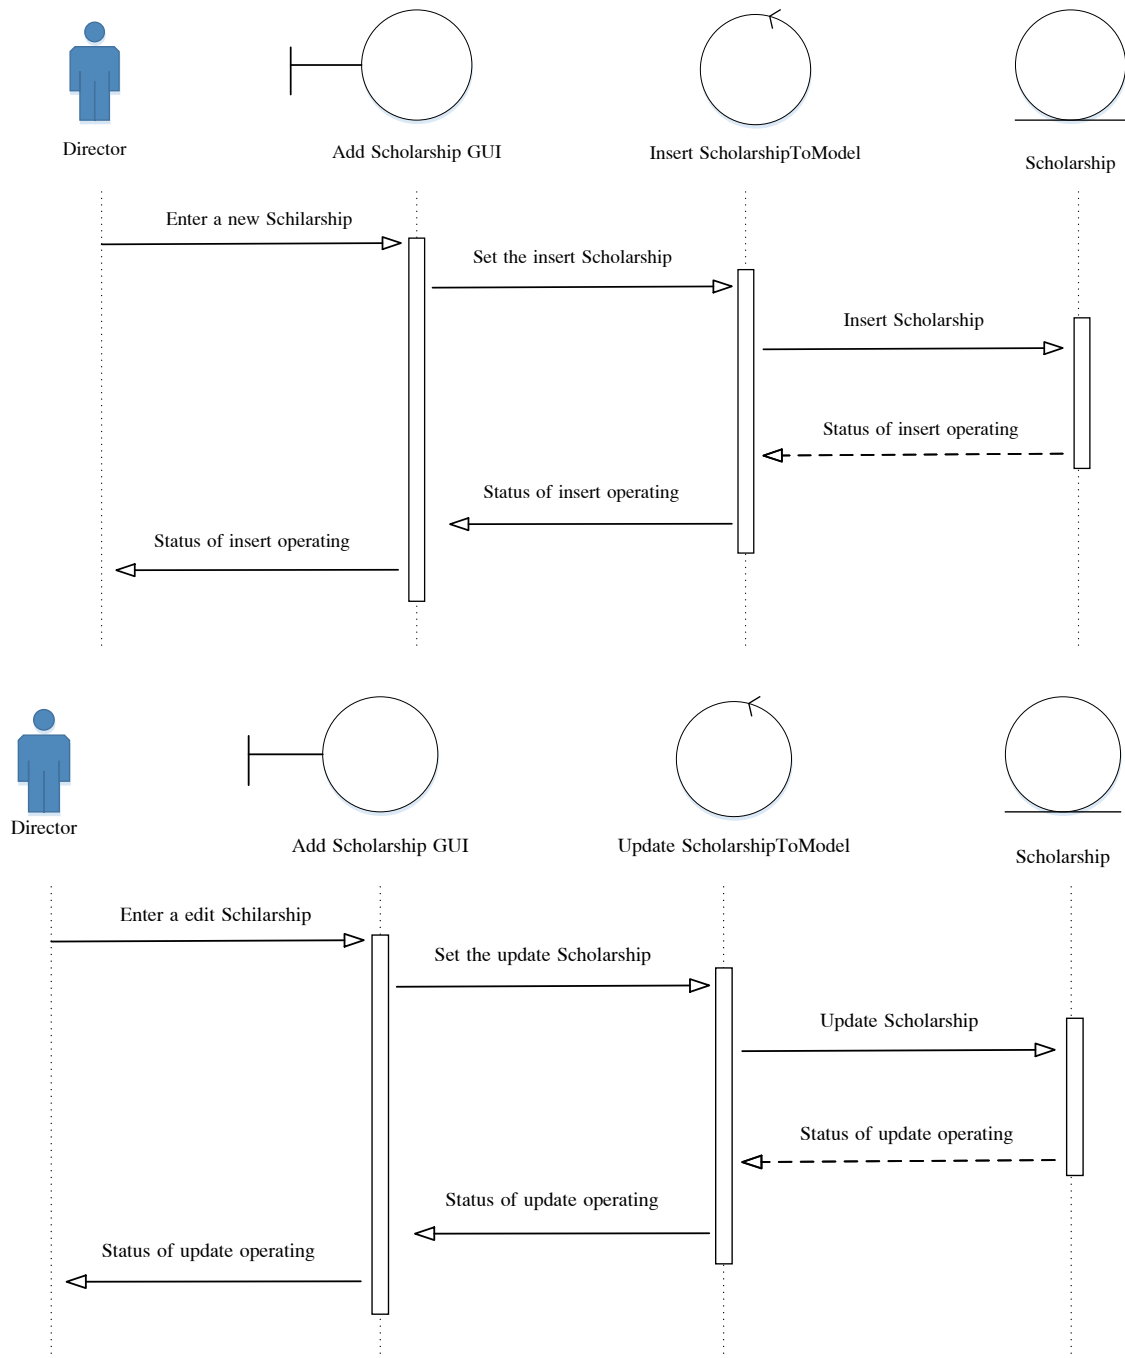 Director
Add Scholarship GUI
Insert ScholarshipToModel
Scholarship
Enter a new Schilarship
Set the insert Scholarship
Insert Scholarship
Status of insert operating
Status of insert operating
Status of insert operating
Director
Add Scholarship GUI
Update ScholarshipToModel
Scholarship
Enter a edit Schilarship
Set the update Scholarship
Update Scholarship
Status of update operating
Status of update operating
Status of update operating